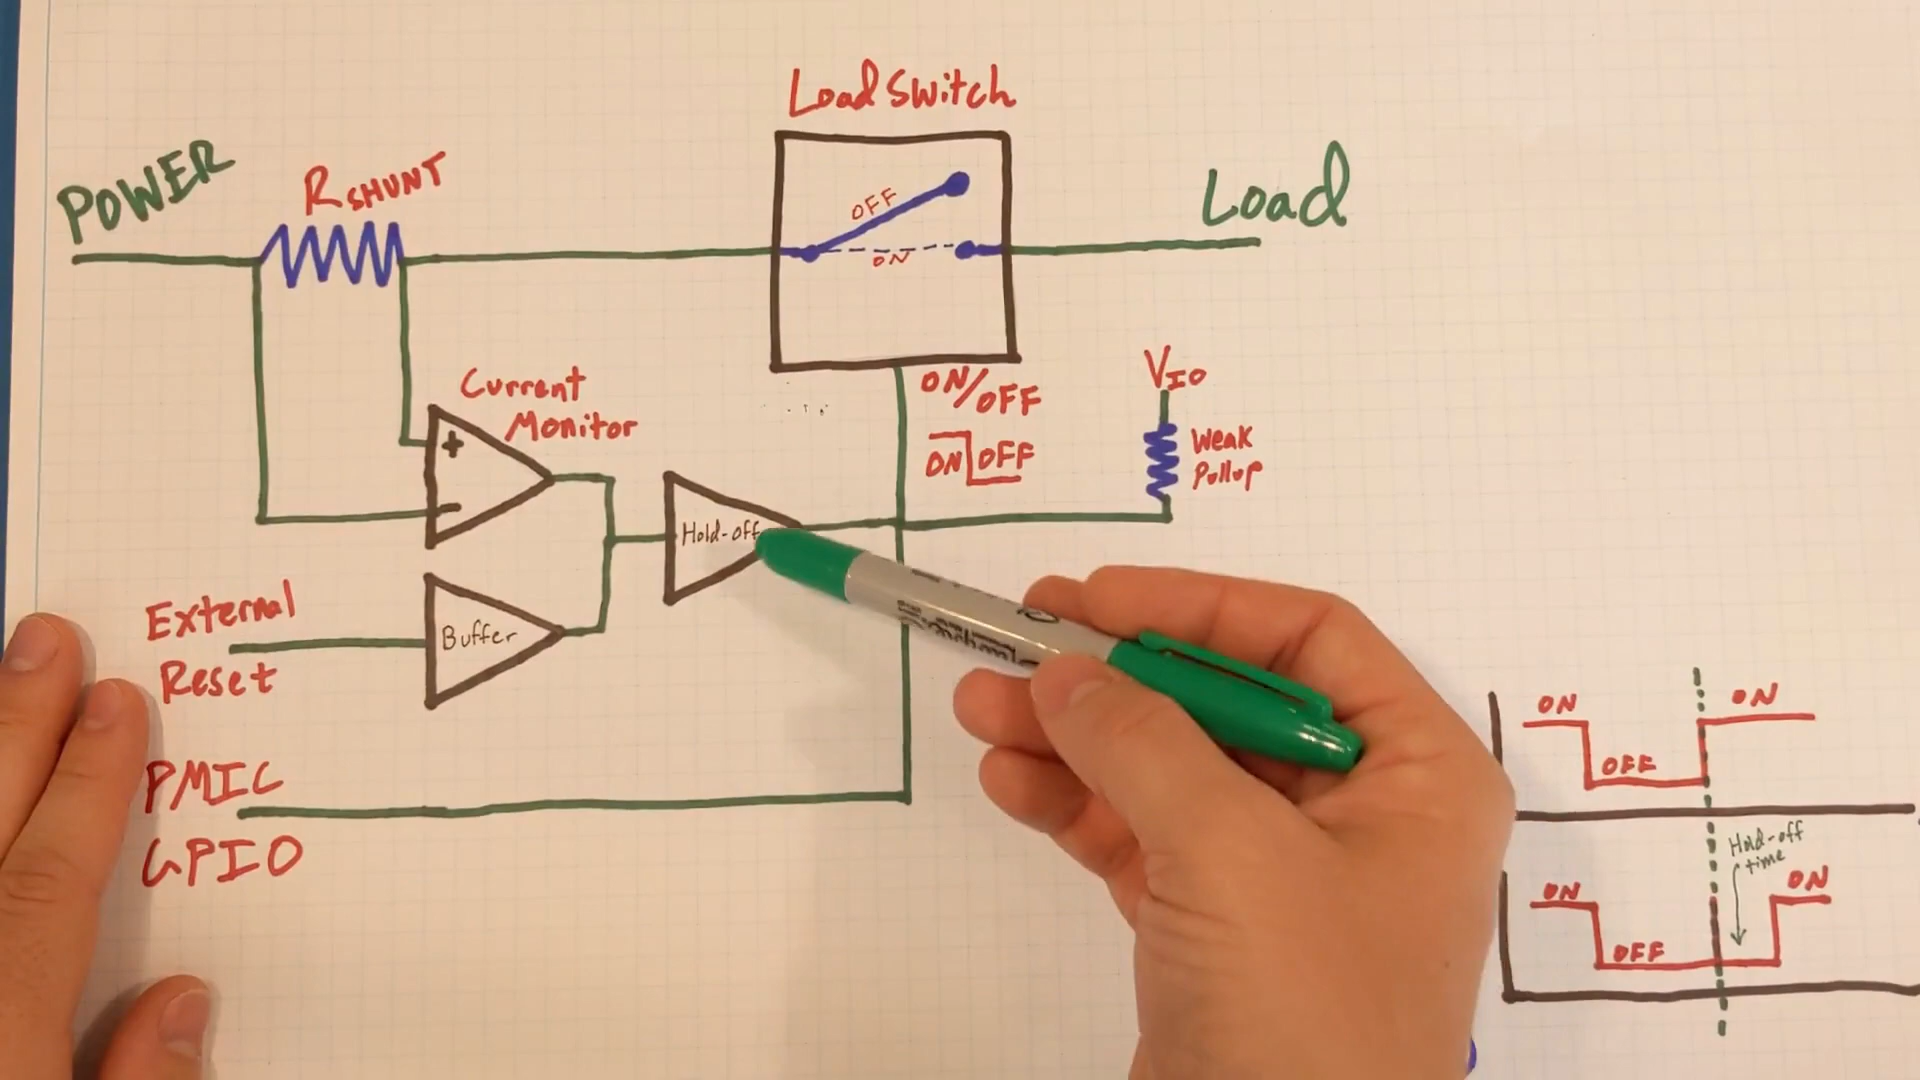 Load Switch
POWER
RSHUNT
Load
OFF
ON
Current
Monitor
+
−
ON/OFF
ON OFF
VIO
Weak
Pullup
Hold-off
External
Reset
Buffer
PMIC
GPIO
ON
OFF
ON
Hold-off
time
ON
OFF
ON